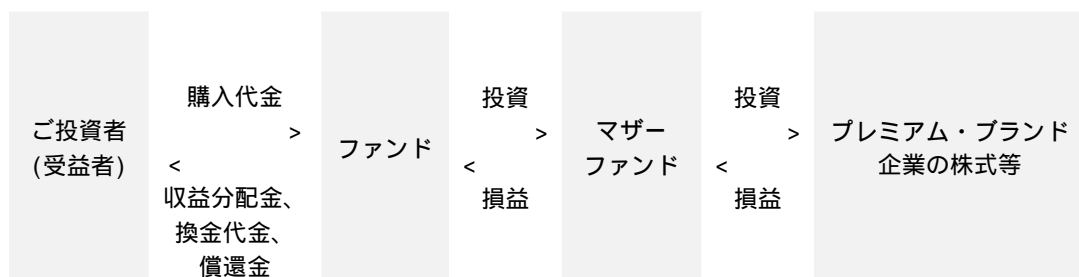 ご投資者
(受益者)
購入代金
>
<
収益分配金、
換金代金、
償還金
ファンド
投資
>
<
損益
マザー
ファンド
投資
>
<
損益
プレミアム・ブランド
企業の株式等